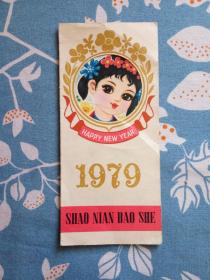 HAPPY NEW YEAR
1979
SHAO NIAN BAO SHE